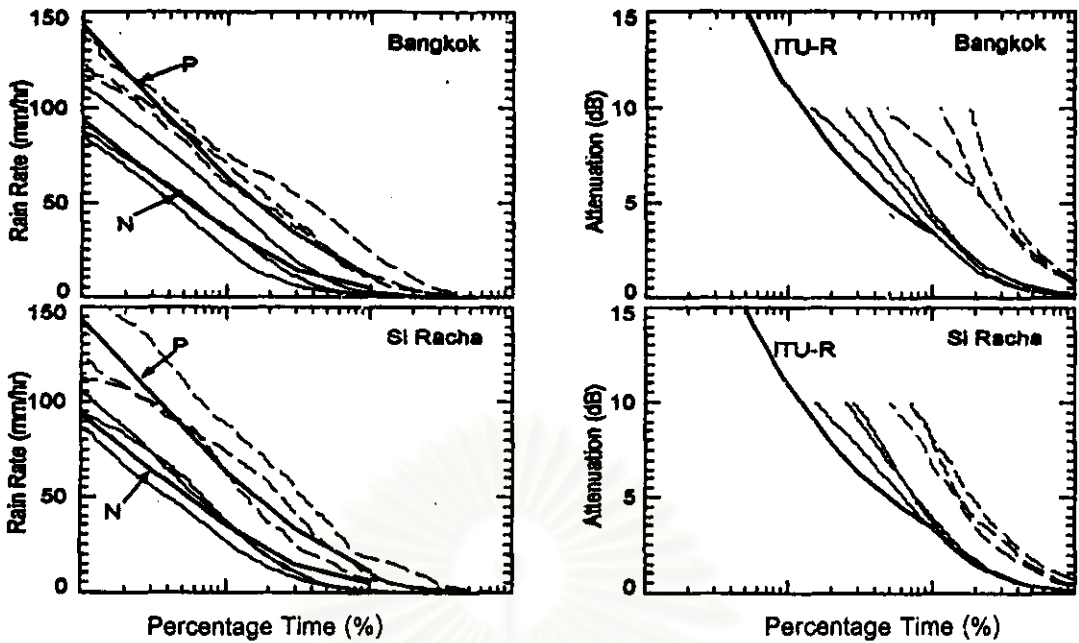 150
Bangkok
P
100
50
N
0
Rain Rate (mm/hr)
15
ITU-R
Bangkok
10
5
0
Attenuation (dB)
150
Si Racha
P
100
50
N
0
Rain Rate (mm/hr)
Percentage Time (%)
15
ITU-R
Si Racha
10
5
0
Attenuation (dB)
Percentage Time (%)